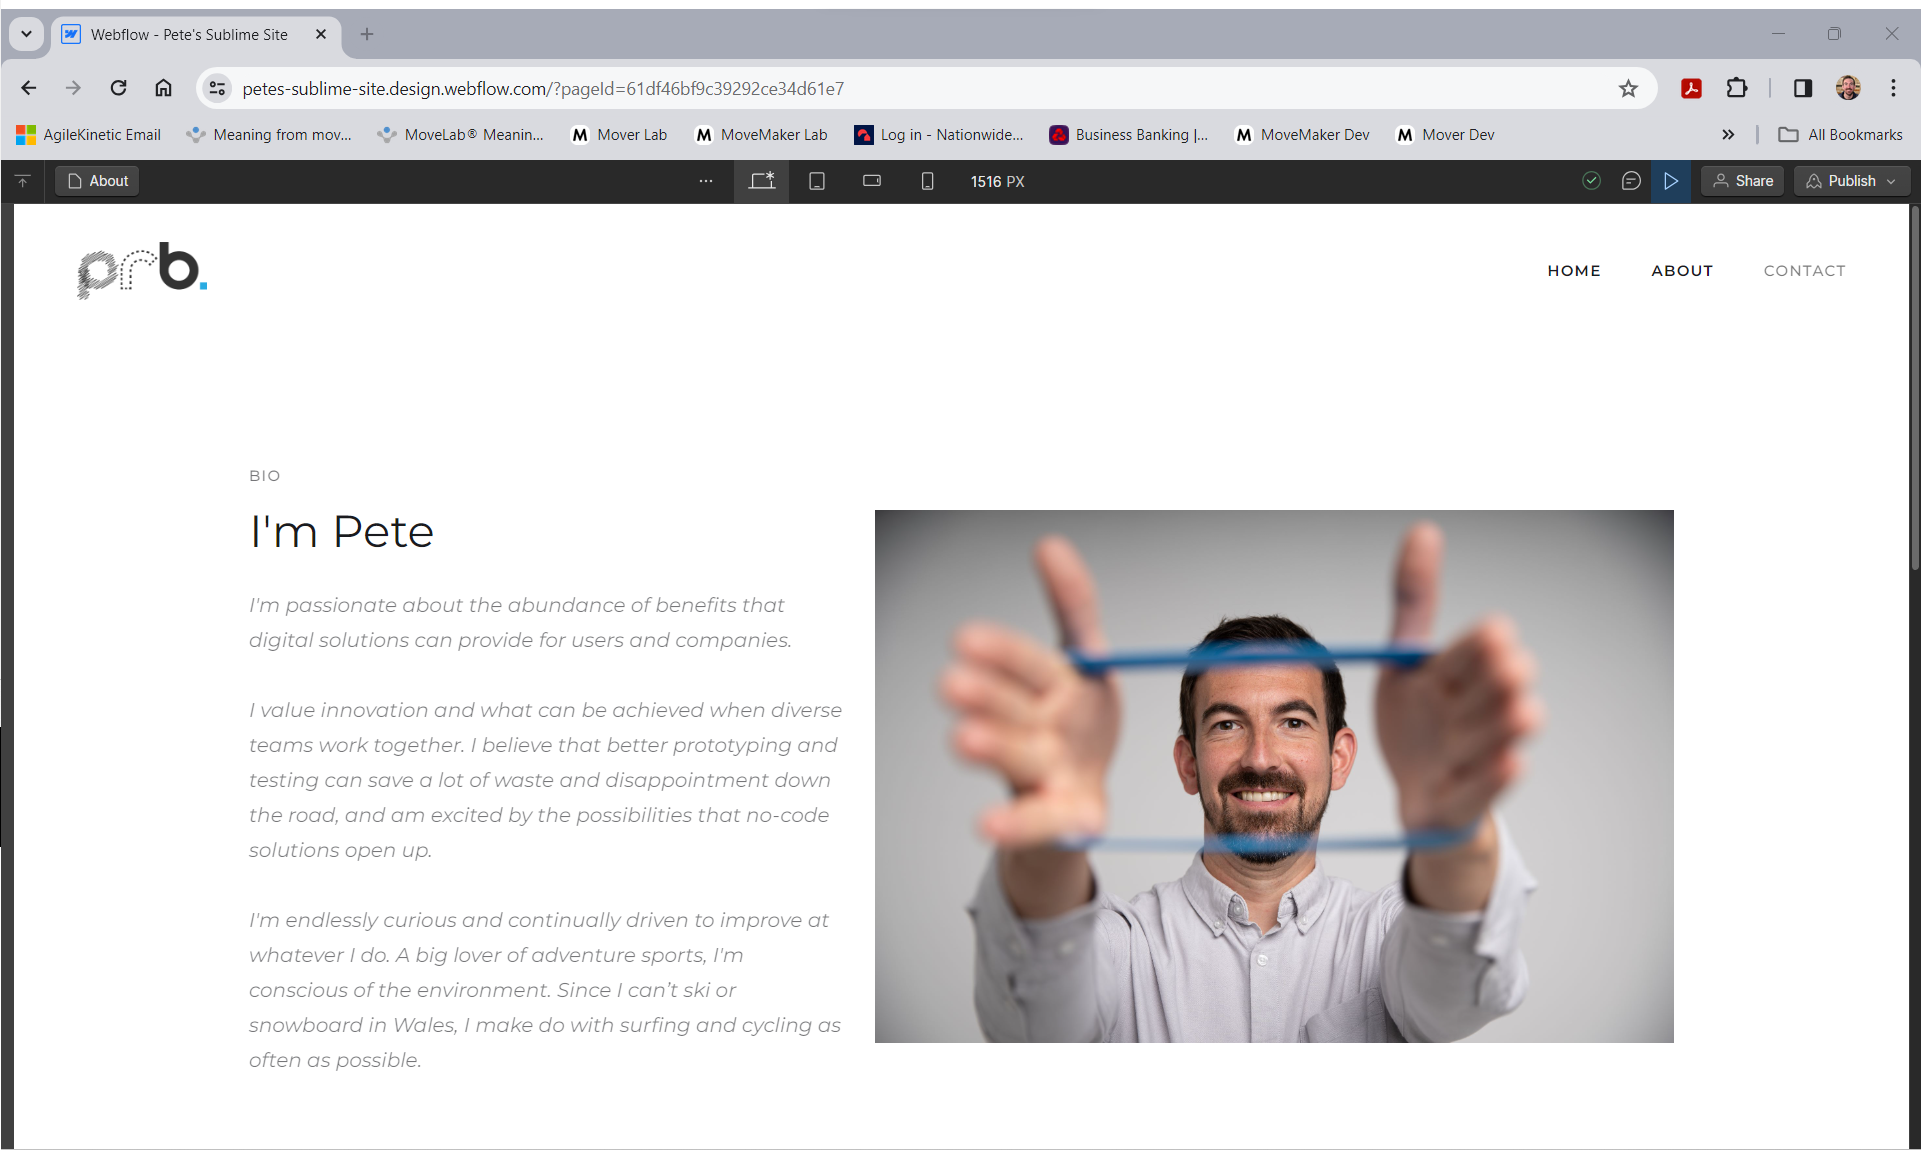 Webflow - Pete's Sublime Site
petes-sublime-site.design.webflow.com/?pageId=61df46bf9c39292ce34d61e7
AgileKinetic Email
Meaning from mov...
MoveLab® Meanin...
M Mover Lab
M MoveMaker Lab
Log in - Nationwide...
Business Banking |...
M MoveMaker Dev
M Mover Dev
All Bookmarks
About
1516 PX
Share
Publish
prb.
HOME
ABOUT
CONTACT
BIO
I'm Pete
I'm passionate about the abundance of benefits that
digital solutions can provide for users and companies.
I value innovation and what can be achieved when diverse
teams work together. I believe that better prototyping and
testing can save a lot of waste and disappointment down
the road, and am excited by the possibilities that no-code
solutions open up.
I'm endlessly curious and continually driven to improve at
whatever I do. A big lover of adventure sports, I'm
conscious of the environment. Since I can’t ski or
snowboard in Wales, I make do with surfing and cycling as
often as possible.